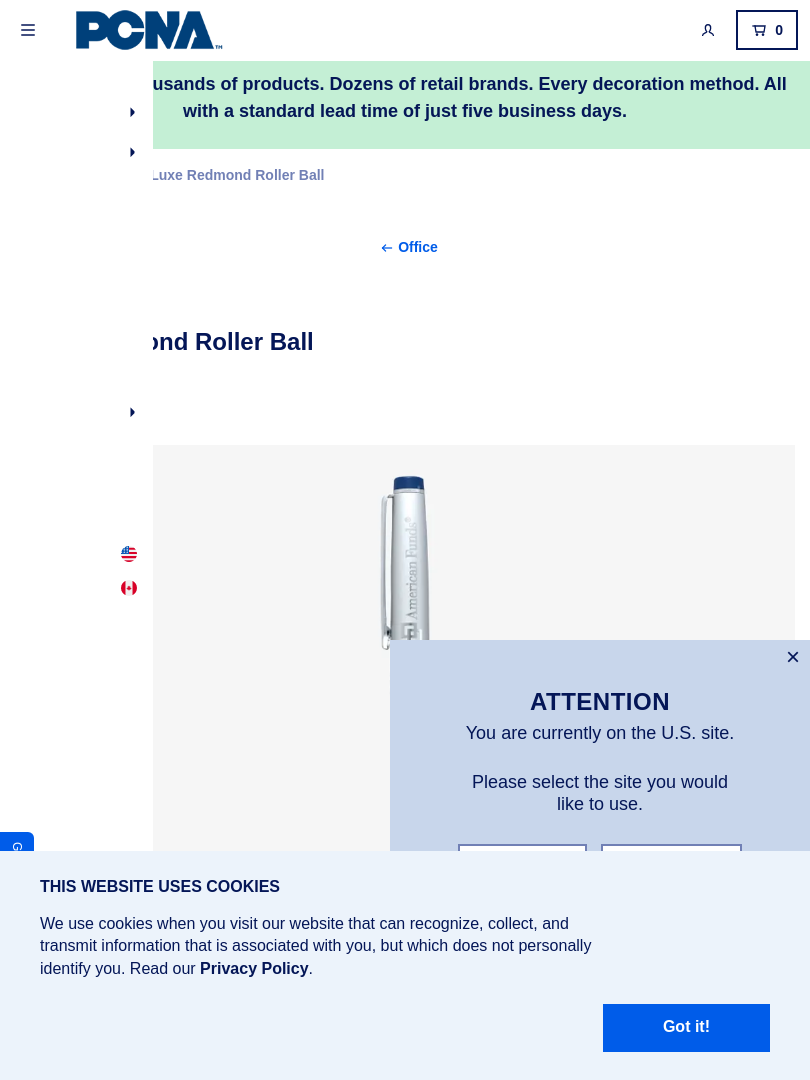 PCNA™
0
usands of products. Dozens of retail brands. Every decoration method. All
with a standard lead time of just five business days.
Luxe Redmond Roller Ball
← Office
ond Roller Ball
American Funds®
×
ATTENTION
You are currently on the U.S. site.
Please select the site you would
like to use.
G
THIS WEBSITE USES COOKIES
We use cookies when you visit our website that can recognize, collect, and
transmit information that is associated with you, but which does not personally
identify you. Read our Privacy Policy.
Got it!